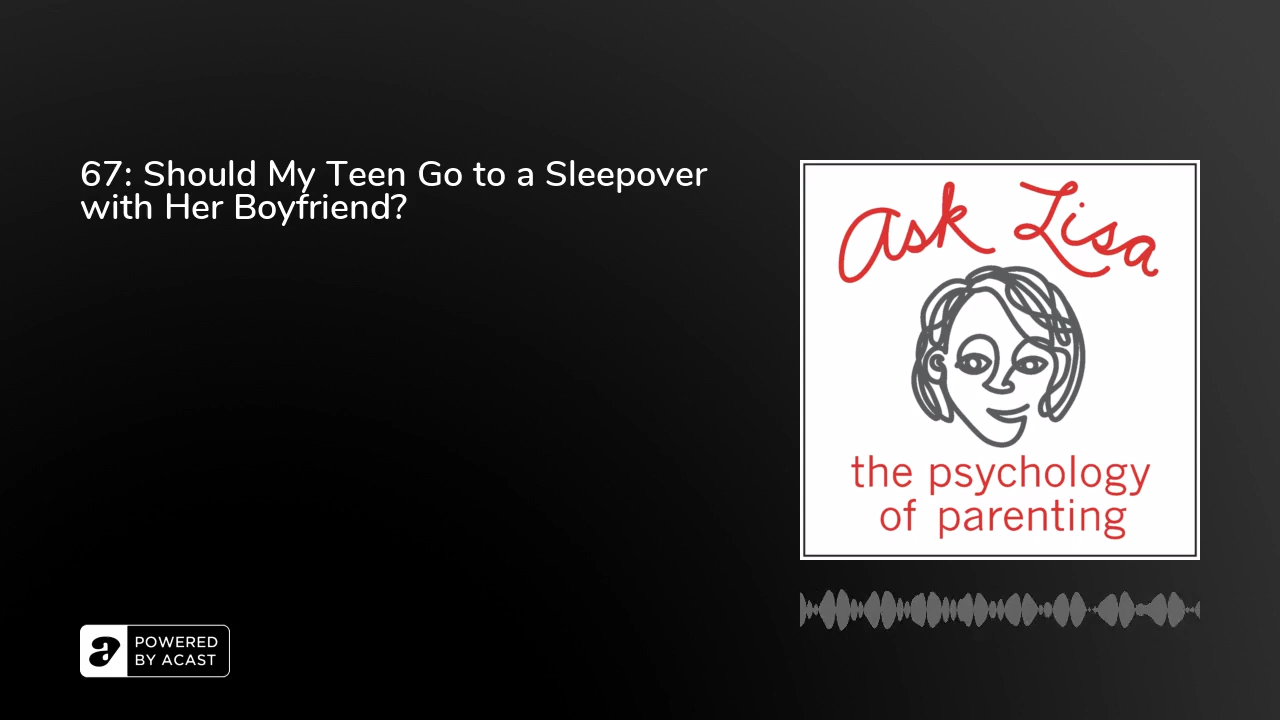 67: Should My Teen Go to a Sleepover
with Her Boyfriend?
Ask Lisa
the psychology
of parenting
POWERED
BY ACAST